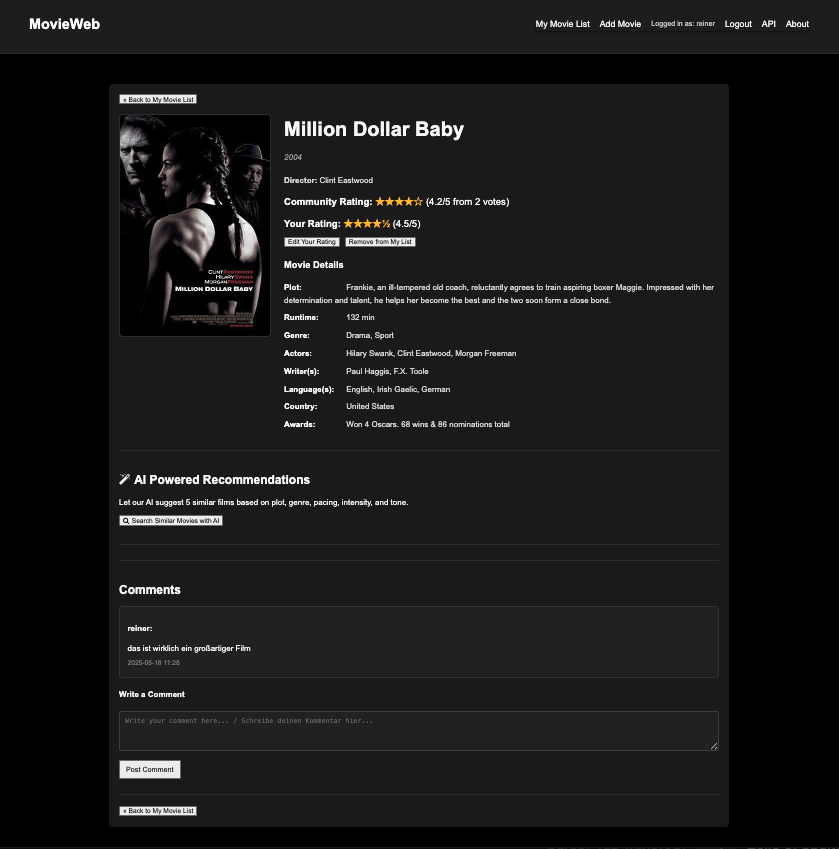 MovieWeb
My Movie List Add Movie Logged in as: reiner Logout API About
« Back to My Movie List
Million Dollar Baby
2004
Director: Clint Eastwood
Community Rating: ★★★★☆ (4.2/5 from 2 votes)
Your Rating: ★★★★½ (4.5/5)
Edit Your Rating Remove from My List
CLINT EASTWOOD
HILARY SWANK
MORGAN FREEMAN
MILLION DOLLAR BABY
Movie Details
Plot: Frankie, an ill-tempered old coach, reluctantly agrees to train aspiring boxer Maggie. Impressed with her
determination and talent, he helps her become the best and the two soon form a close bond.
Runtime: 132 min
Genre: Drama, Sport
Actors: Hilary Swank, Clint Eastwood, Morgan Freeman
Writer(s): Paul Haggis, F.X. Toole
Language(s): English, Irish Gaelic, German
Country: United States
Awards: Won 4 Oscars. 68 wins & 86 nominations total
AI Powered Recommendations
Let our AI suggest 5 similar films based on plot, genre, pacing, intensity, and tone.
Search Similar Movies with AI
Comments
reiner:
das ist wirklich ein großartiger Film
2025-05-18 11:28
Write a Comment
Write your comment here... / Schreibe deinen Kommentar hier...
Post Comment
« Back to My Movie List